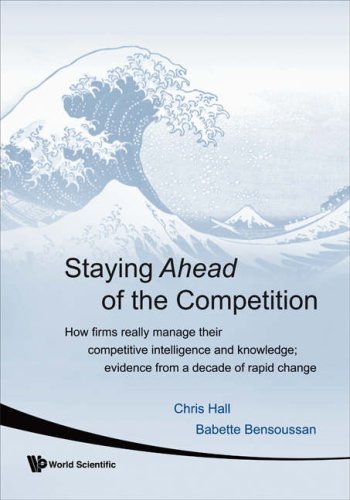 Staying Ahead
of the Competition
How firms really manage their
competitive intelligence and knowledge;
evidence from a decade of rapid change
Chris Hall
Babette Bensoussan
World Scientific